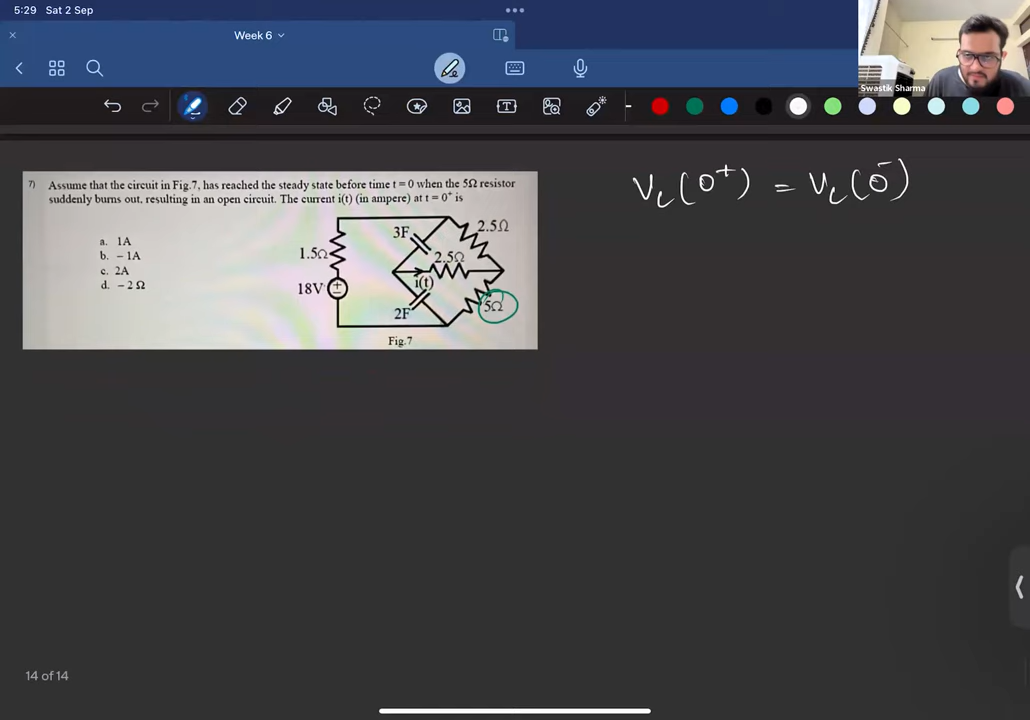 5:29 Sat 2 Sep
Week 6
Swastik Sharma
V_C(0⁺) = V_C(0⁻)
7) Assume that the circuit in Fig.7, has reached the steady state before time t = 0 when the 5Ω resistor
suddenly burns out, resulting in an open circuit. The current i(t) (in ampere) at t = 0⁺ is
a. 1A
b. – 1A
c. 2A
d. – 2 Ω
3F
2.5Ω
1.5Ω
2.5Ω
i(t)
18V
5Ω
2F
Fig.7
14 of 14